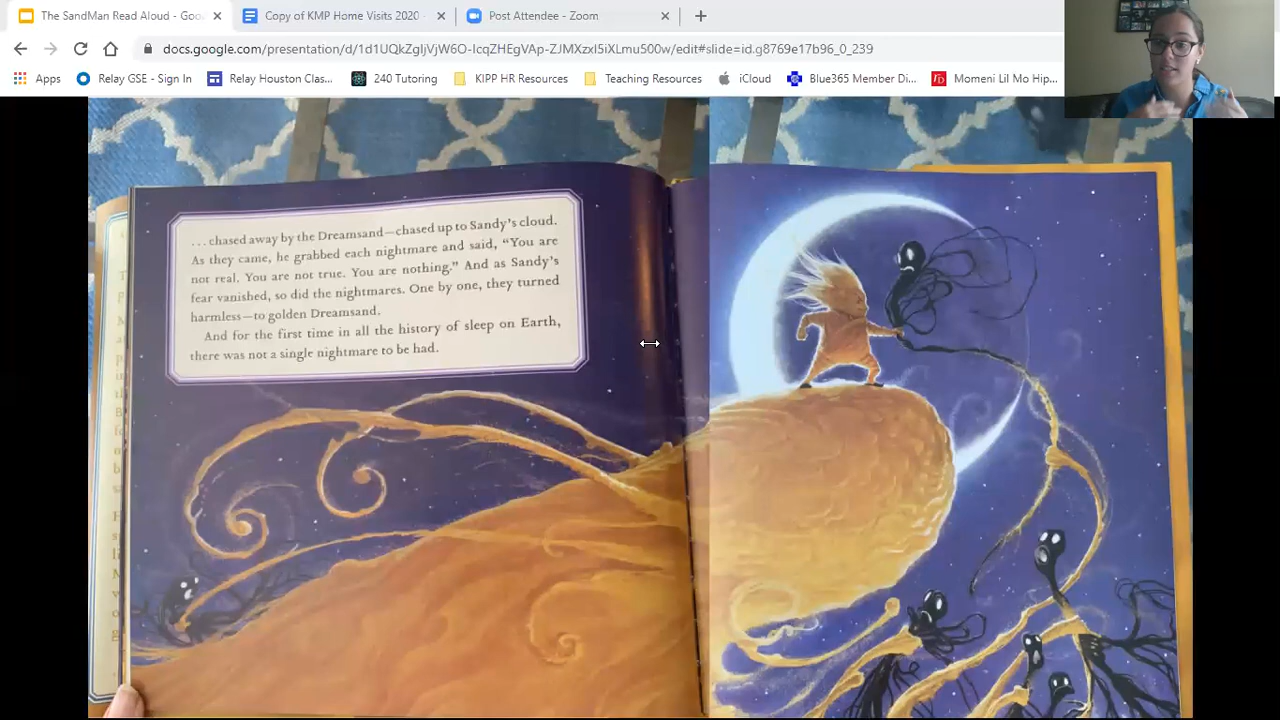 The SandMan Read Aloud - Goo
Copy of KMP Home Visits 2020 -
Post Attendee - Zoom
docs.google.com/presentation/d/1d1UQkZgIjVJV6O-IcqZHEgVAp-ZJMXzxI5iXLmu500w/edit#slide=id.g8769e17b96_0_239
Apps
Relay GSE - Sign In
Relay Houston Clas...
240 Tutoring
KIPP HR Resources
Teaching Resources
iCloud
Blue365 Member Di...
Momeni Lil Mo Hip...
. . . chased away by the Dreamsand—chased up to Sandy's cloud.
As they came, he grabbed each nightmare and said, "You are
not real. You are not true. You are nothing." And as Sandy's
fear vanished, so did the nightmares. One by one, they turned
harmless—to golden Dreamsand.
And for the first time in all the history of sleep on Earth,
there was not a single nightmare to be had.